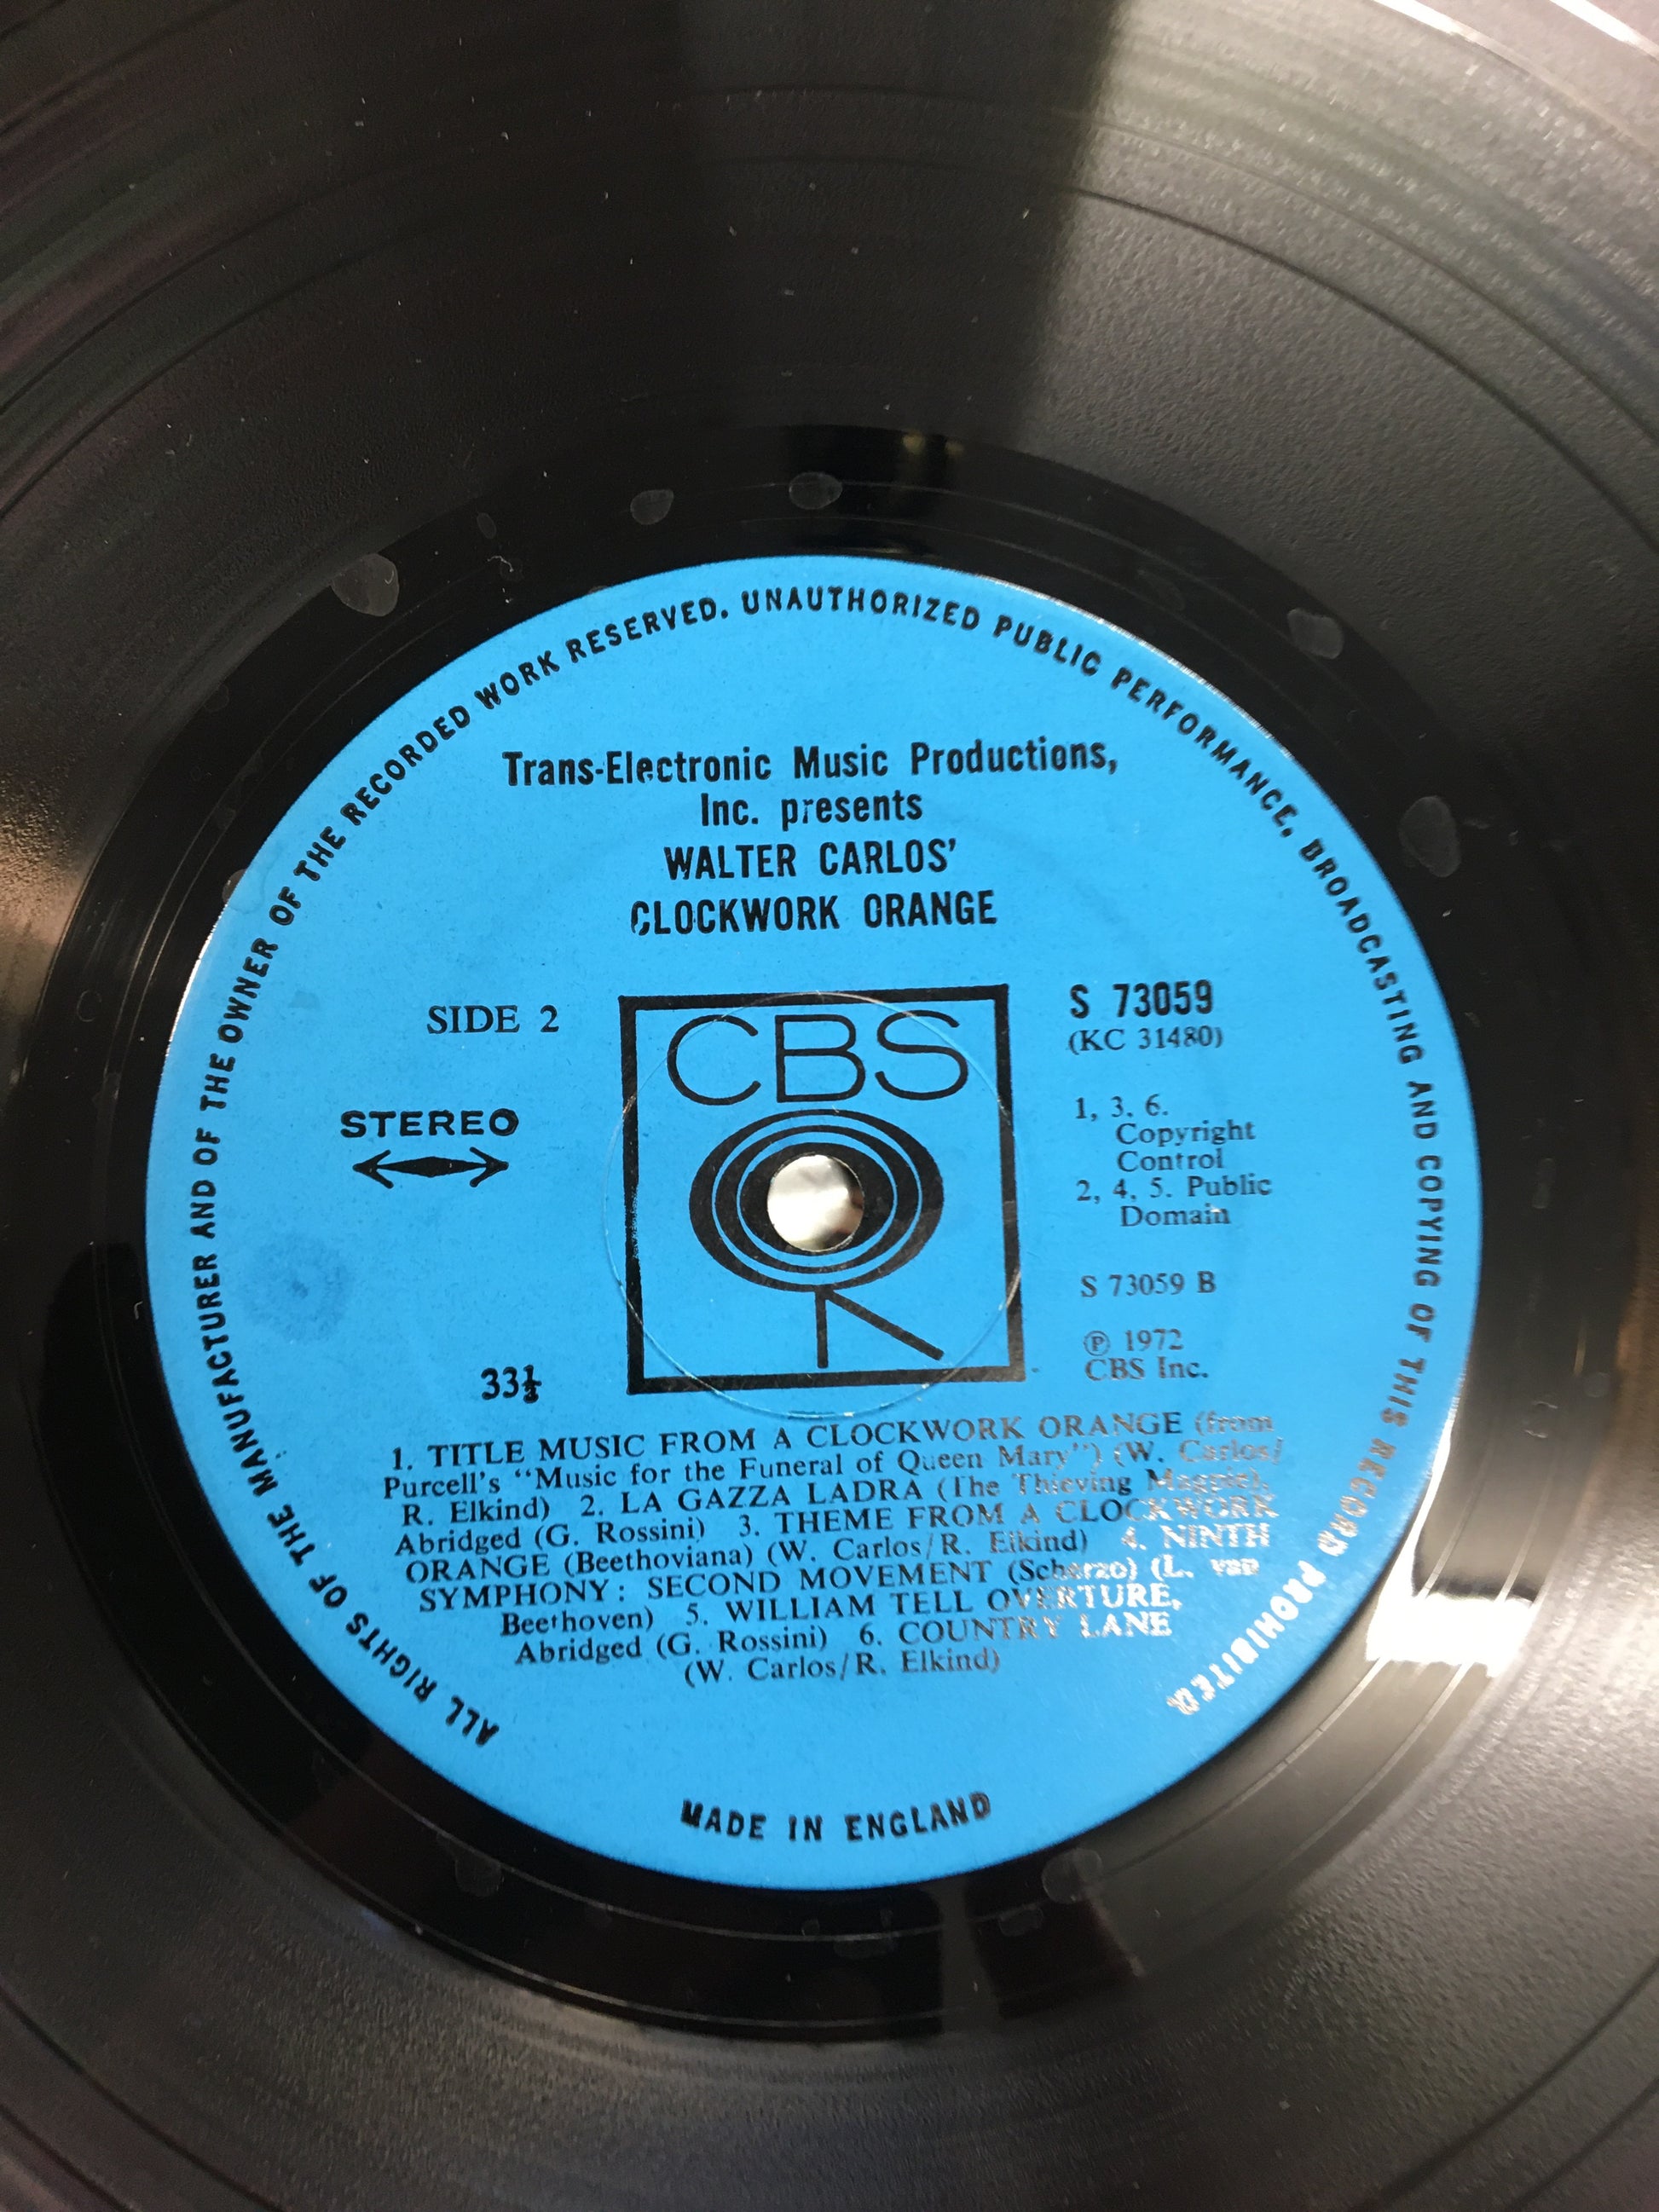 ALL RIGHTS OF THE MANUFACTURER AND OF THE OWNER OF THE RECORDED WORK RESERVED. UNAUTHORIZED PUBLIC PERFORMANCE, BROADCASTING AND COPYING OF THIS RECORD PROHIBITED.
Trans-Electronic Music Productions,
Inc. presents
WALTER CARLOS'
CLOCKWORK ORANGE
SIDE 2
STEREO
33⅓
CBS
S 73059
(KC 31480)
1, 3, 6.
Copyright
Control
2, 4, 5. Public
Domain
S 73059 B
Ⓟ 1972
CBS Inc.
1. TITLE MUSIC FROM A CLOCKWORK ORANGE (from
Purcell's "Music for the Funeral of Queen Mary") (W. Carlos/
R. Elkind) 2. LA GAZZA LADRA (The Thieving Magpie),
Abridged (G. Rossini) 3. THEME FROM A CLOCKWORK
ORANGE (Beethoviana) (W. Carlos/R. Elkind) 4. NINTH
SYMPHONY: SECOND MOVEMENT (Scherzo) (L. van
Beethoven) 5. WILLIAM TELL OVERTURE,
Abridged (G. Rossini) 6. COUNTRY LANE
(W. Carlos/R. Elkind)
MADE IN ENGLAND